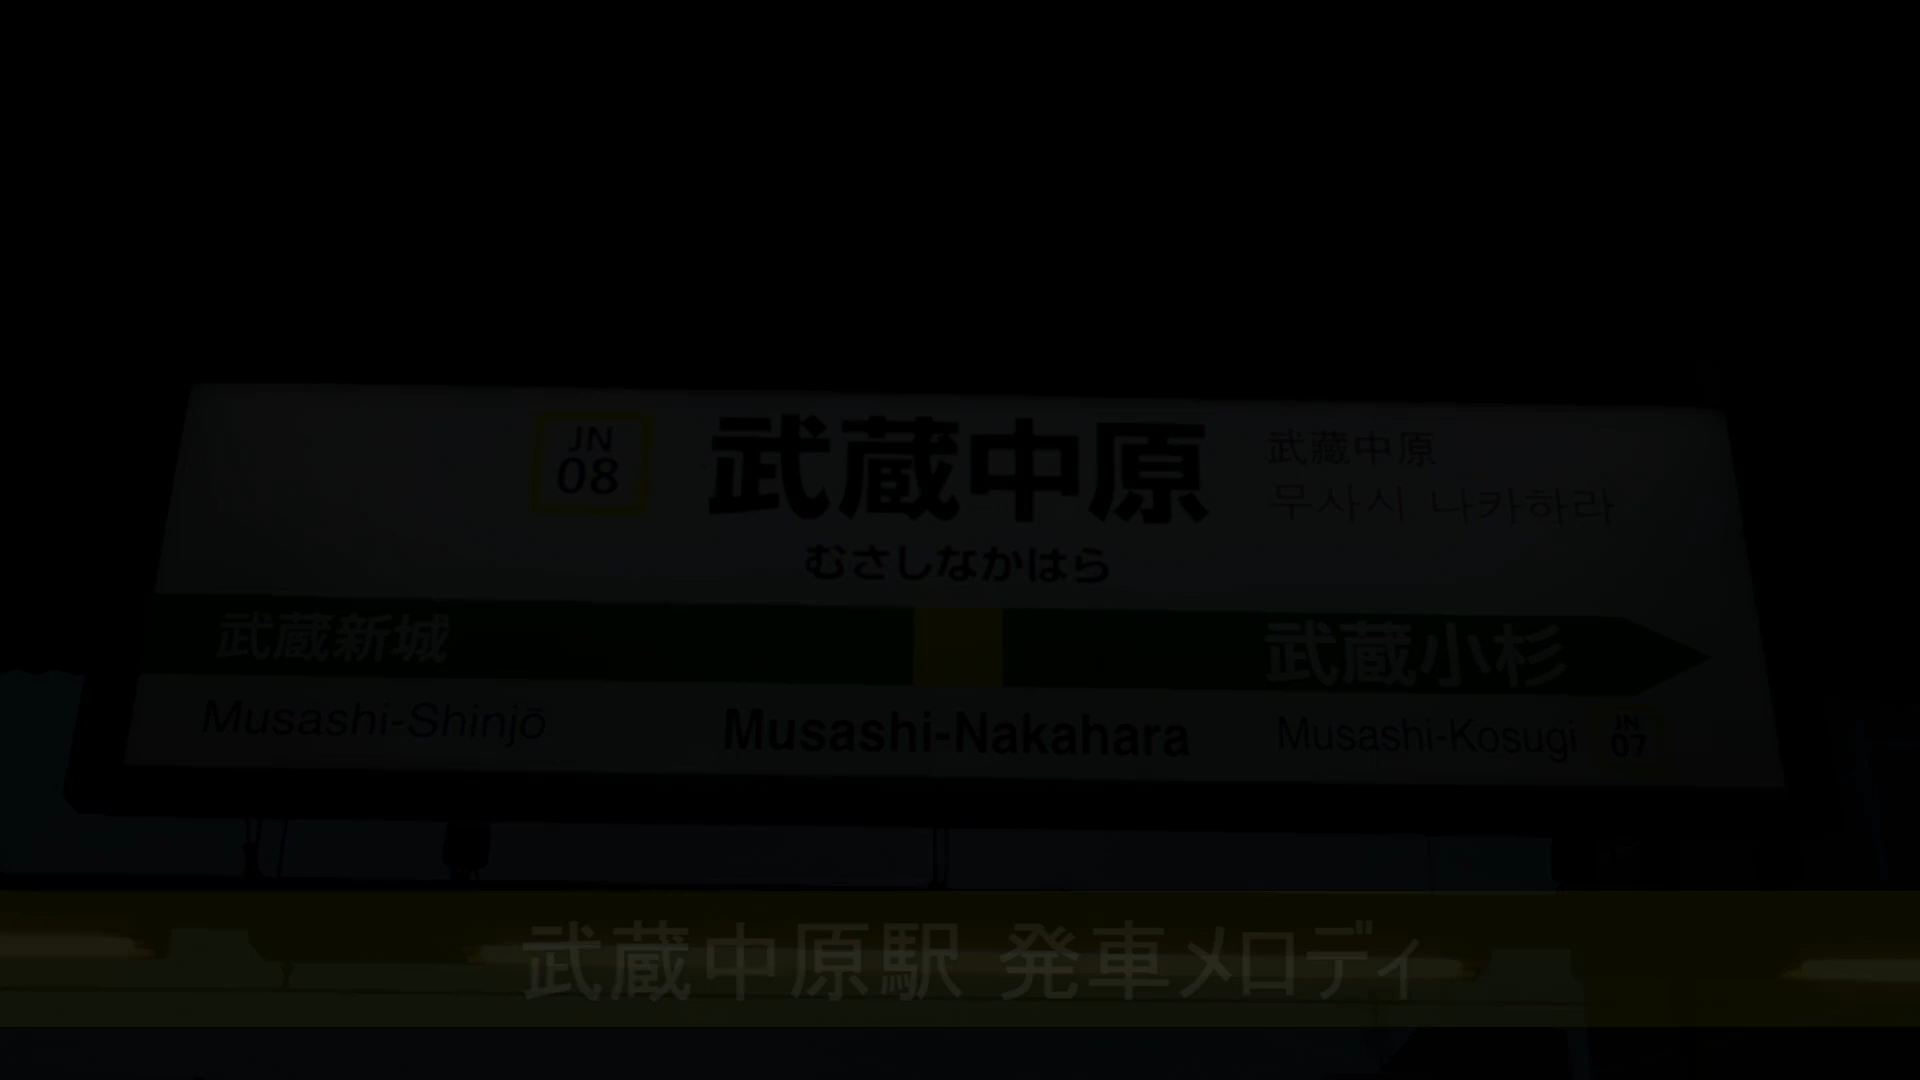 JN
08
武蔵中原
武藏中原
무사시 나카하라
むさしなかはら
武蔵新城
武蔵小杉
Musashi-Shinjō
Musashi-Nakahara
Musashi-Kosugi
JN
07
武蔵中原駅 発車メロディ